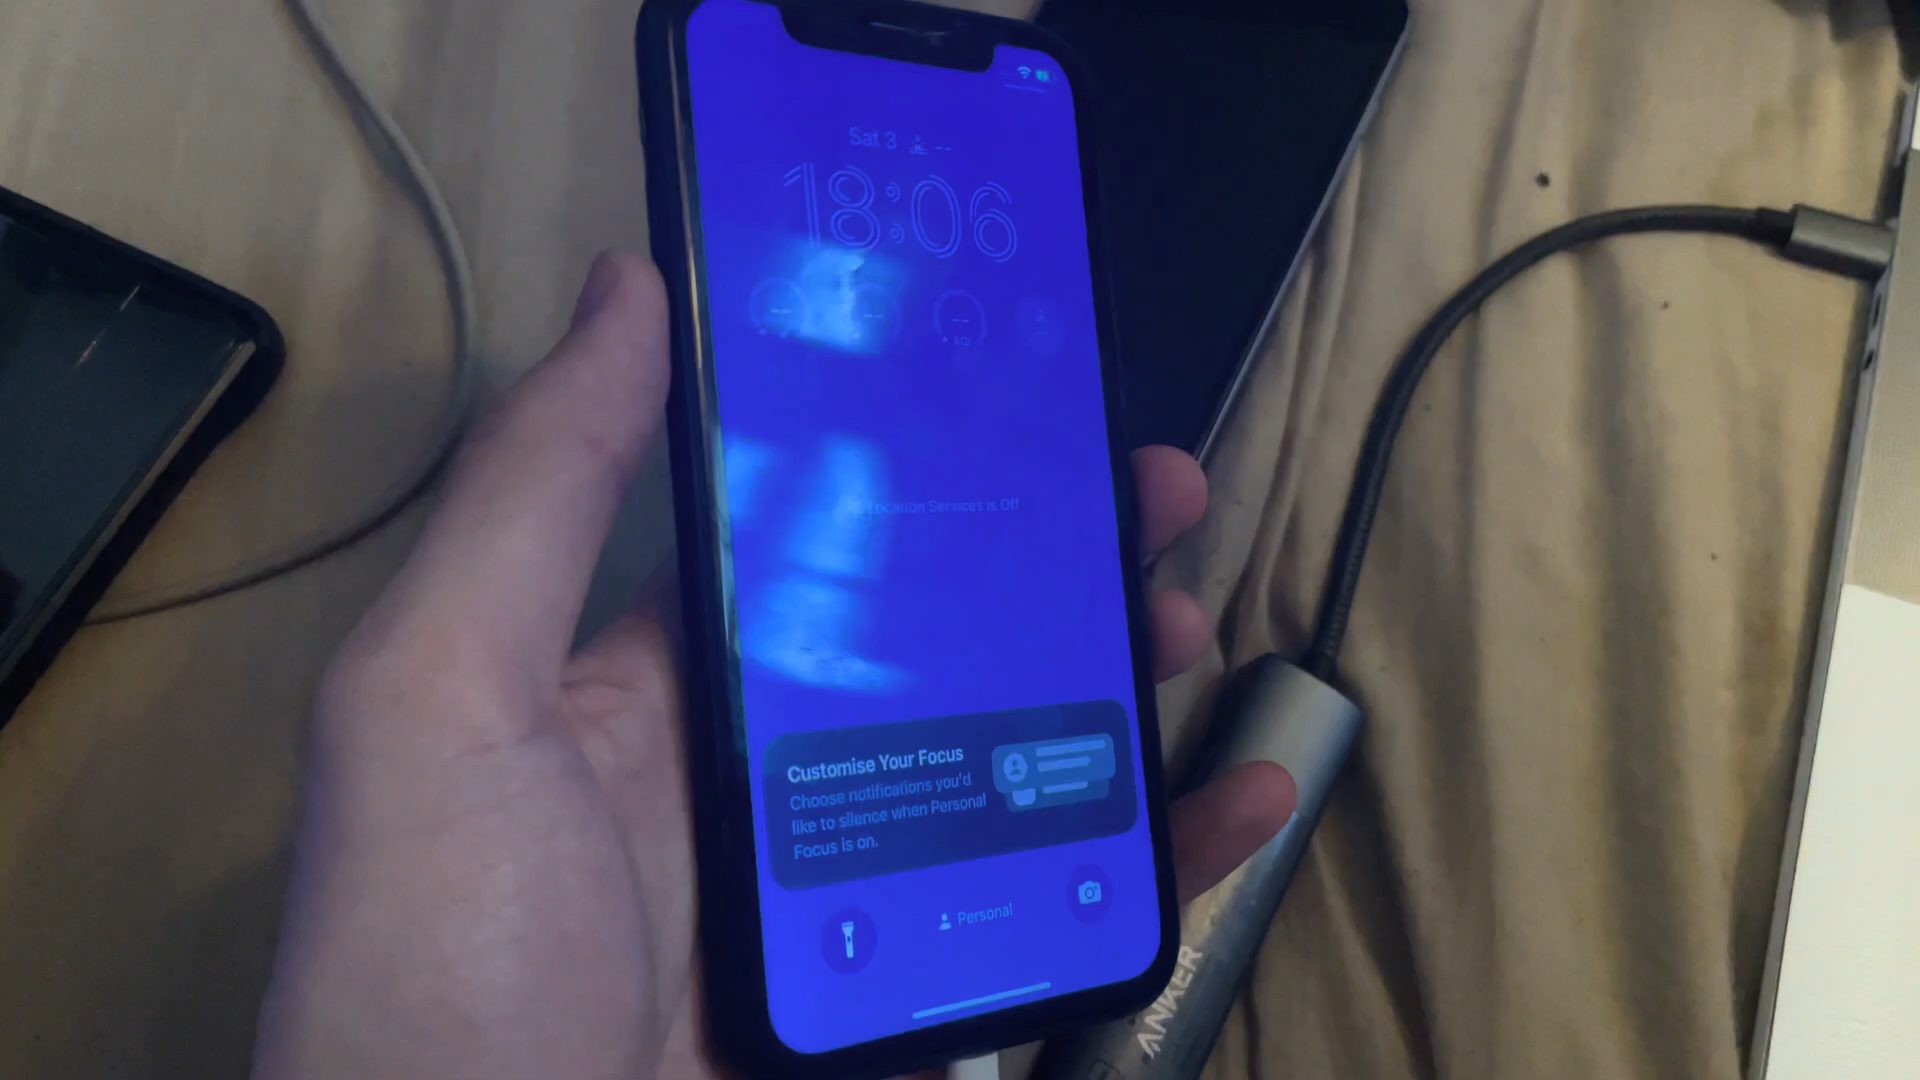 Sat 3 --
18:06
-- -- -- --
AQI
Location Services is Off
Customise Your Focus
Choose notifications you'd
like to silence when Personal
Focus is on.
Personal
ANKER